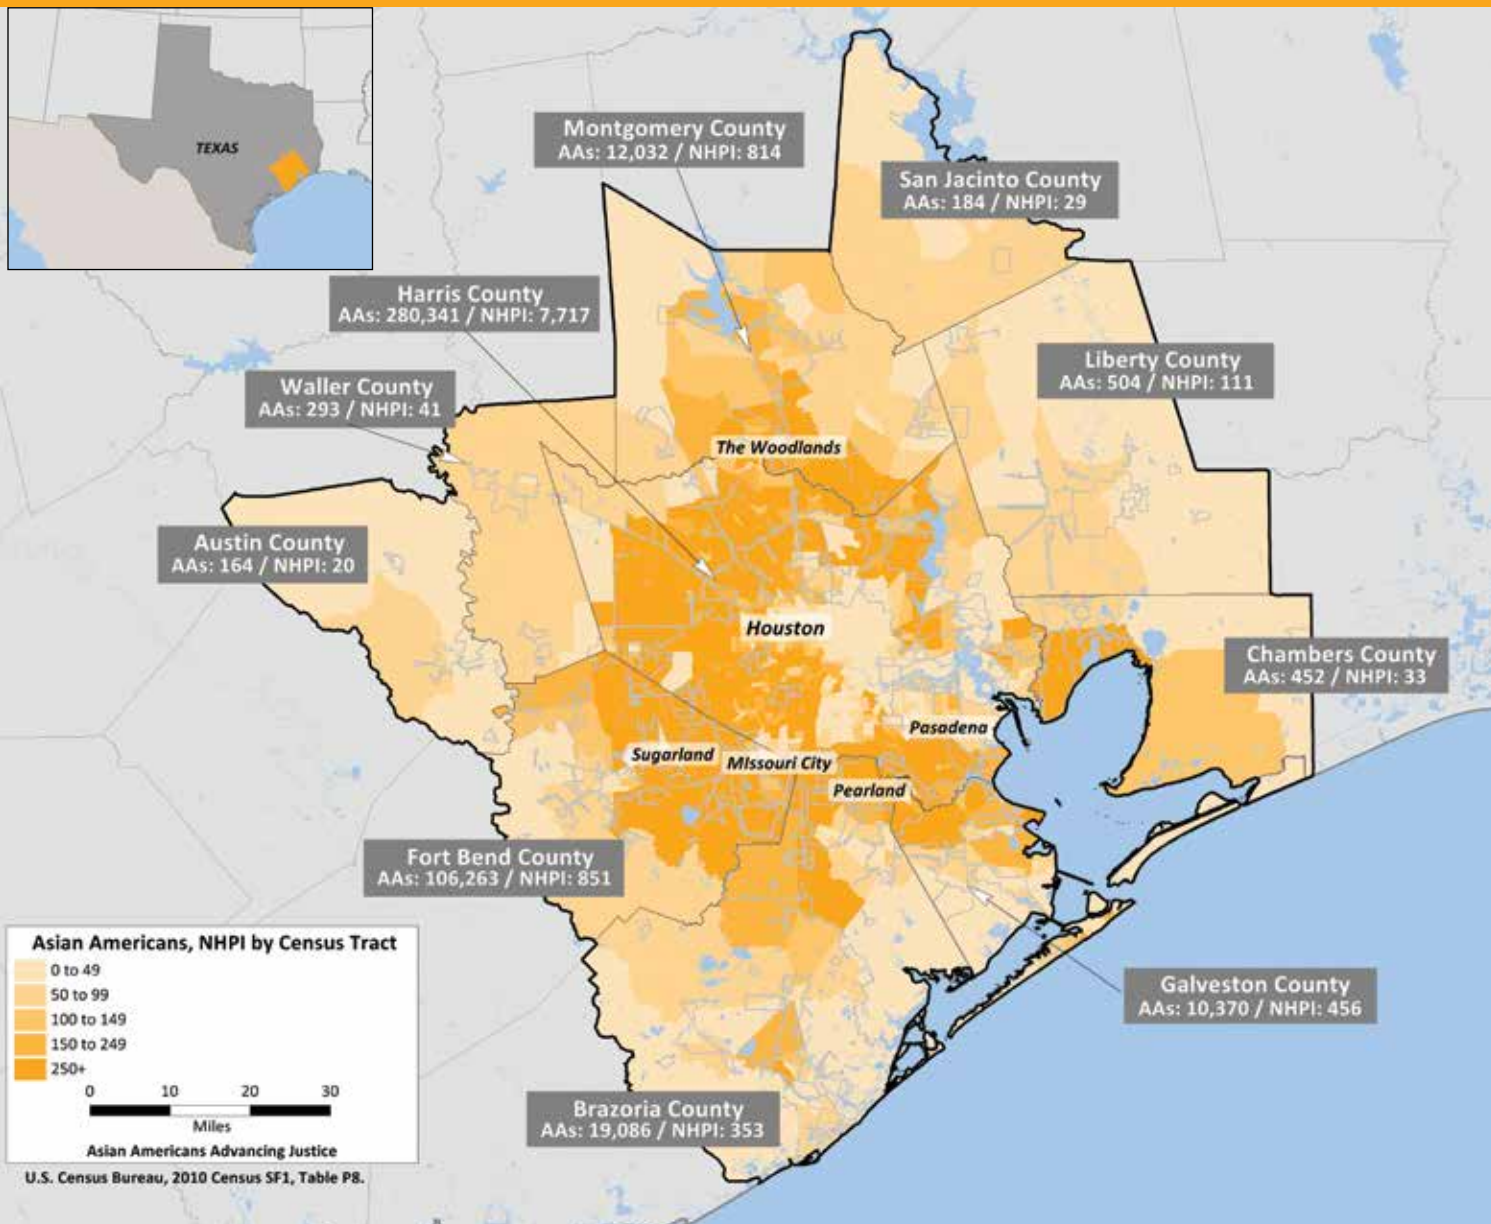 TEXAS
Montgomery County
AAs: 12,032 / NHPI: 814
San Jacinto County
AAs: 184 / NHPI: 29
Harris County
AAs: 280,341 / NHPI: 7,717
Liberty County
AAs: 504 / NHPI: 111
Waller County
AAs: 293 / NHPI: 41
The Woodlands
Austin County
AAs: 164 / NHPI: 20
Houston
Chambers County
AAs: 452 / NHPI: 33
Pasadena
Sugarland
MIssouri City
Pearland
Fort Bend County
AAs: 106,263 / NHPI: 851
Galveston County
AAs: 10,370 / NHPI: 456
Brazoria County
AAs: 19,086 / NHPI: 353
Asian Americans, NHPI by Census Tract
0 to 49
50 to 99
100 to 149
150 to 249
250+
0 10 20 30
Miles
Asian Americans Advancing Justice
U.S. Census Bureau, 2010 Census SF1, Table P8.